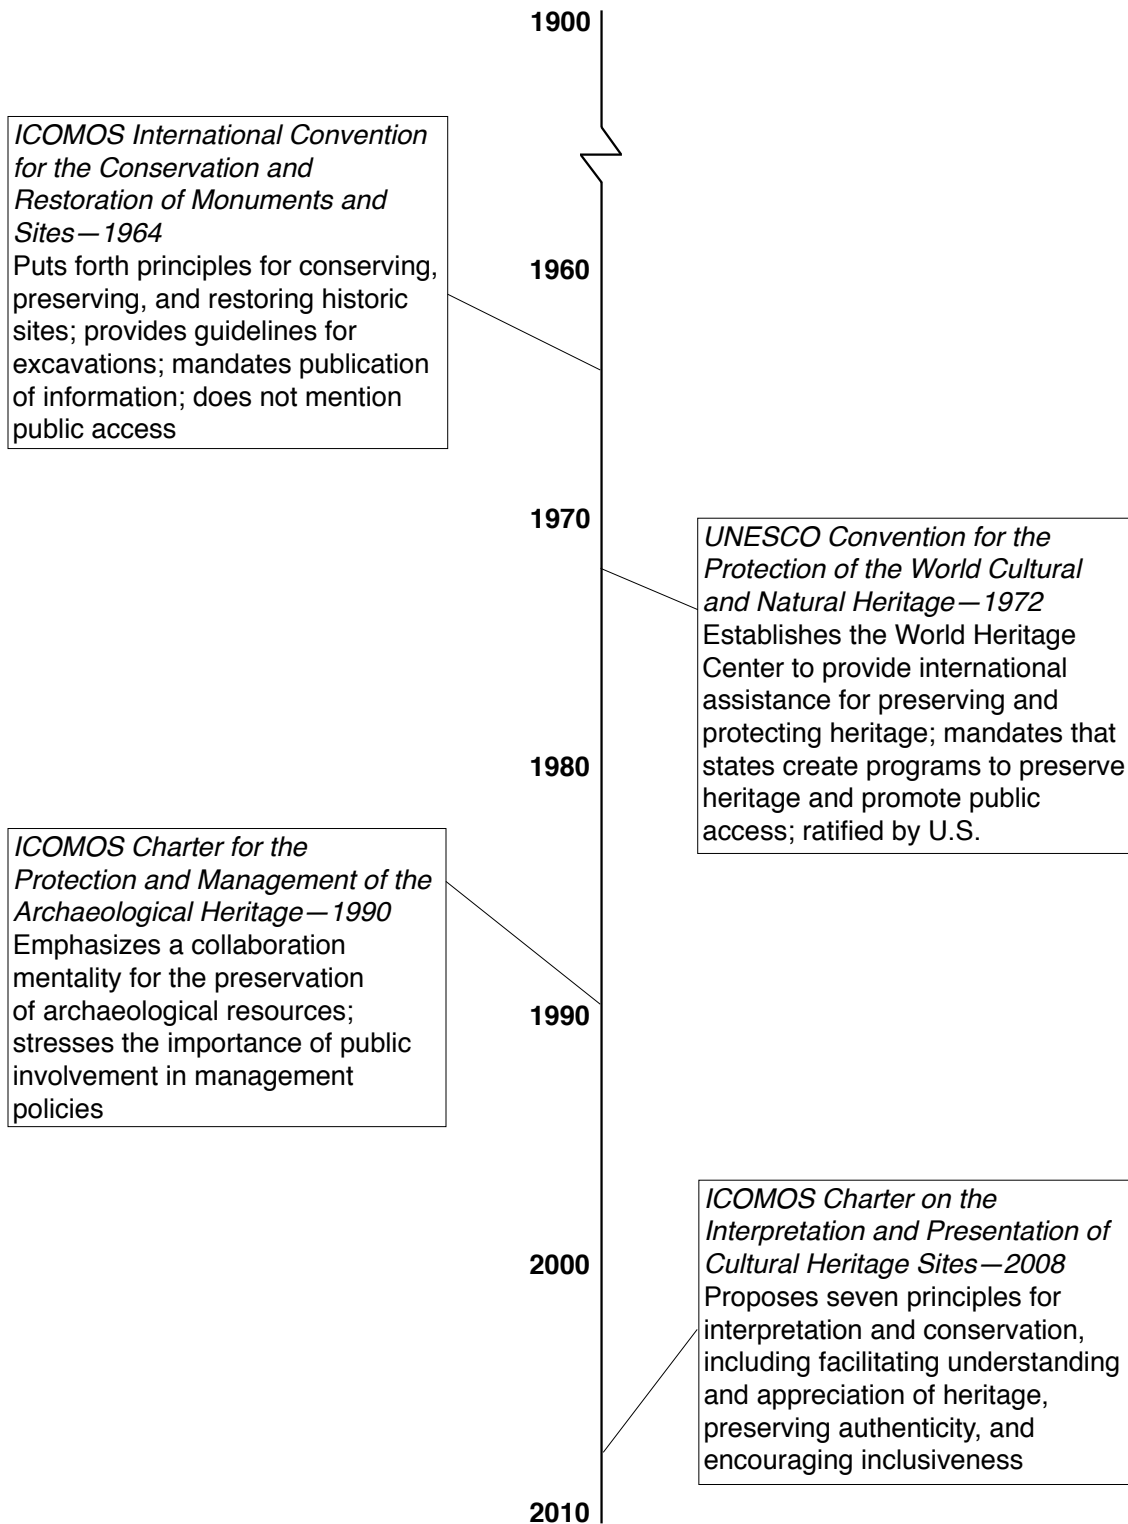 1900
ICOMOS International Convention
for the Conservation and
Restoration of Monuments and
Sites—1964
Puts forth principles for conserving,
preserving, and restoring historic
sites; provides guidelines for
excavations; mandates publication
of information; does not mention
public access
1960
1970
UNESCO Convention for the
Protection of the World Cultural
and Natural Heritage—1972
Establishes the World Heritage
Center to provide international
assistance for preserving and
protecting heritage; mandates that
states create programs to preserve
heritage and promote public
access; ratified by U.S.
1980
ICOMOS Charter for the
Protection and Management of the
Archaeological Heritage—1990
Emphasizes a collaboration
mentality for the preservation
of archaeological resources;
stresses the importance of public
involvement in management
policies
1990
ICOMOS Charter on the
Interpretation and Presentation of
Cultural Heritage Sites—2008
Proposes seven principles for
interpretation and conservation,
including facilitating understanding
and appreciation of heritage,
preserving authenticity, and
encouraging inclusiveness
2000
2010